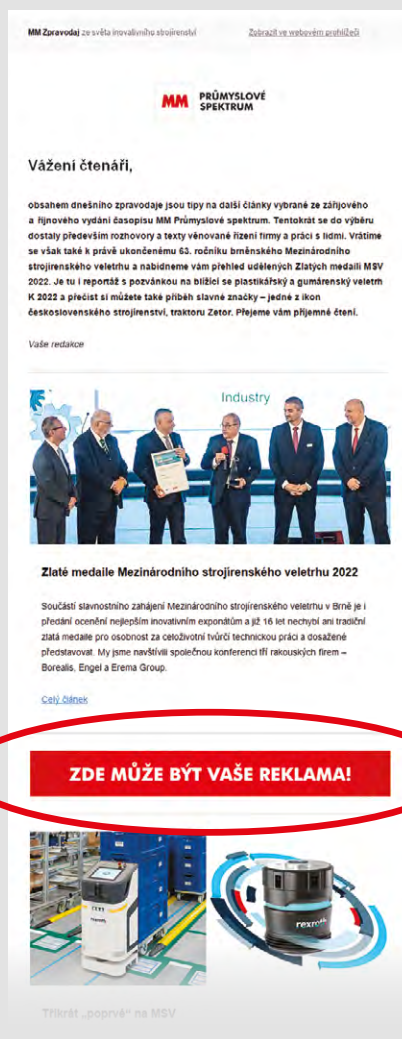 MM Zpravodaj ze světa inovativního strojírenství
Zobrazit ve webovém prohlížeči
MM PRŮMYSLOVÉ
SPEKTRUM
Vážení čtenáři,
obsahem dnešního zpravodaje jsou tipy na další články vybrané ze zářijového
a říjnového vydání časopisu MM Průmyslové spektrum. Tentokrát se do výběru
dostaly především rozhovory a texty věnované řízení firmy a práci s lidmi. Vrátíme
se však také k právě ukončenému 63. ročníku brněnského Mezinárodního
strojírenského veletrhu a nabídneme vám přehled udělených Zlatých medailí MSV
2022. Je tu i reportáž s pozvánkou na blížící se plastikářský a gumárenský veletrh
K 2022 a přečíst si můžete také příběh slavné značky – jedné z ikon
československého strojírenství, traktoru Zetor. Přejeme vám příjemné čtení.
Vaše redakce
Industry
Zlaté medaile Mezinárodního strojírenského veletrhu 2022
Součástí slavnostního zahájení Mezinárodního strojírenského veletrhu v Brně je i
předání ocenění nejlepším inovativním exponátům a již 16 let nechybí ani tradiční
zlatá medaile pro osobnost za celoživotní tvůrčí technickou práci a dosažené
představovat. My jsme navštívili společnou konferenci tří rakouských firem –
Borealis, Engel a Erema Group.
Celý článek
ZDE MŮŽE BÝT VAŠE REKLAMA!
rexroth
rexroth
Třikrát „poprvé“ na MSV